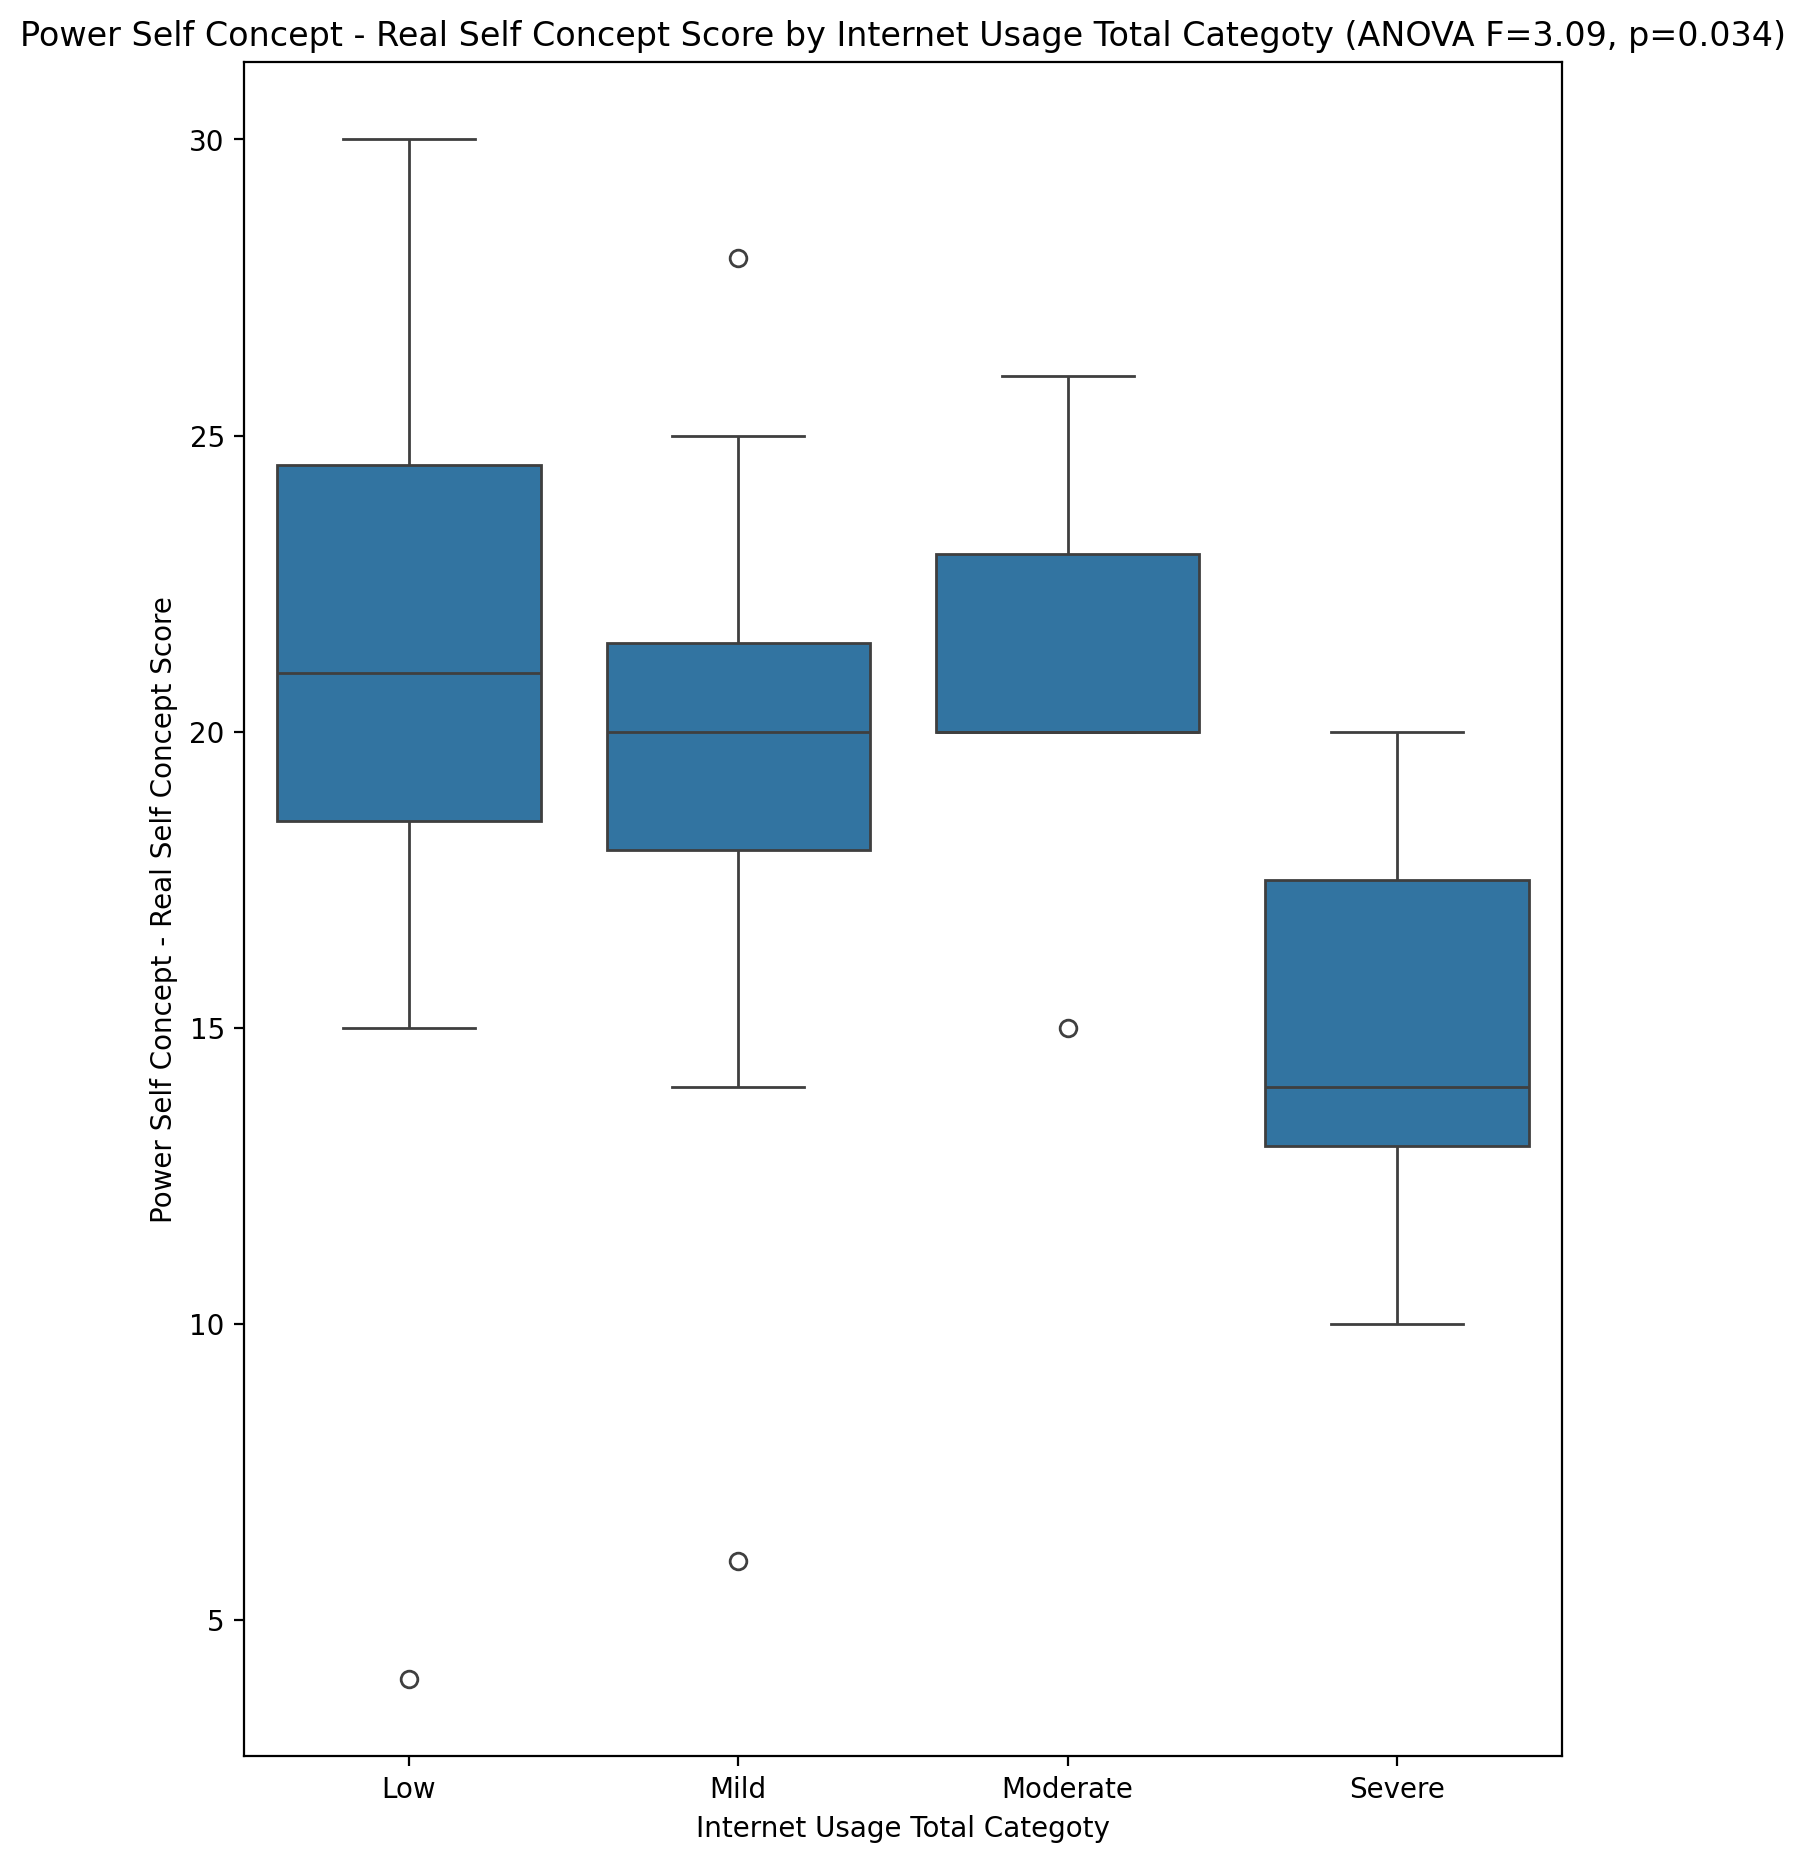 Power Self Concept - Real Self Concept Score by Internet Usage Total Categoty (ANOVA F=3.09, p=0.034)
Power Self Concept - Real Self Concept Score
30
25
20
15
10
5
Low Mild Moderate Severe
Internet Usage Total Categoty